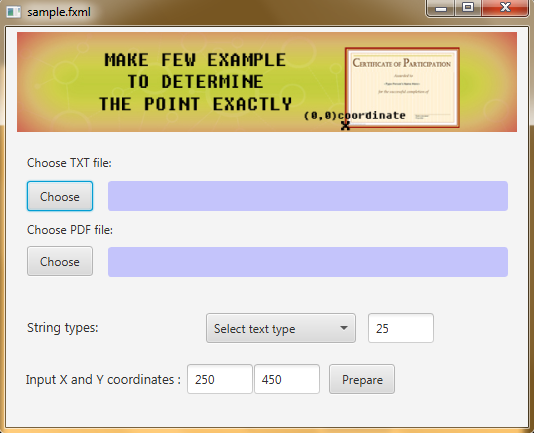 sample.fxml
MAKE FEW EXAMPLE
TO DETERMINE
THE POINT EXACTLY
CERTIFICATE OF PARTICIPATION
(0,0)coordinate
X
Choose TXT file:
Choose
Choose PDF file:
Choose
String types:
Select text type
25
Input X and Y coordinates :
250
450
Prepare